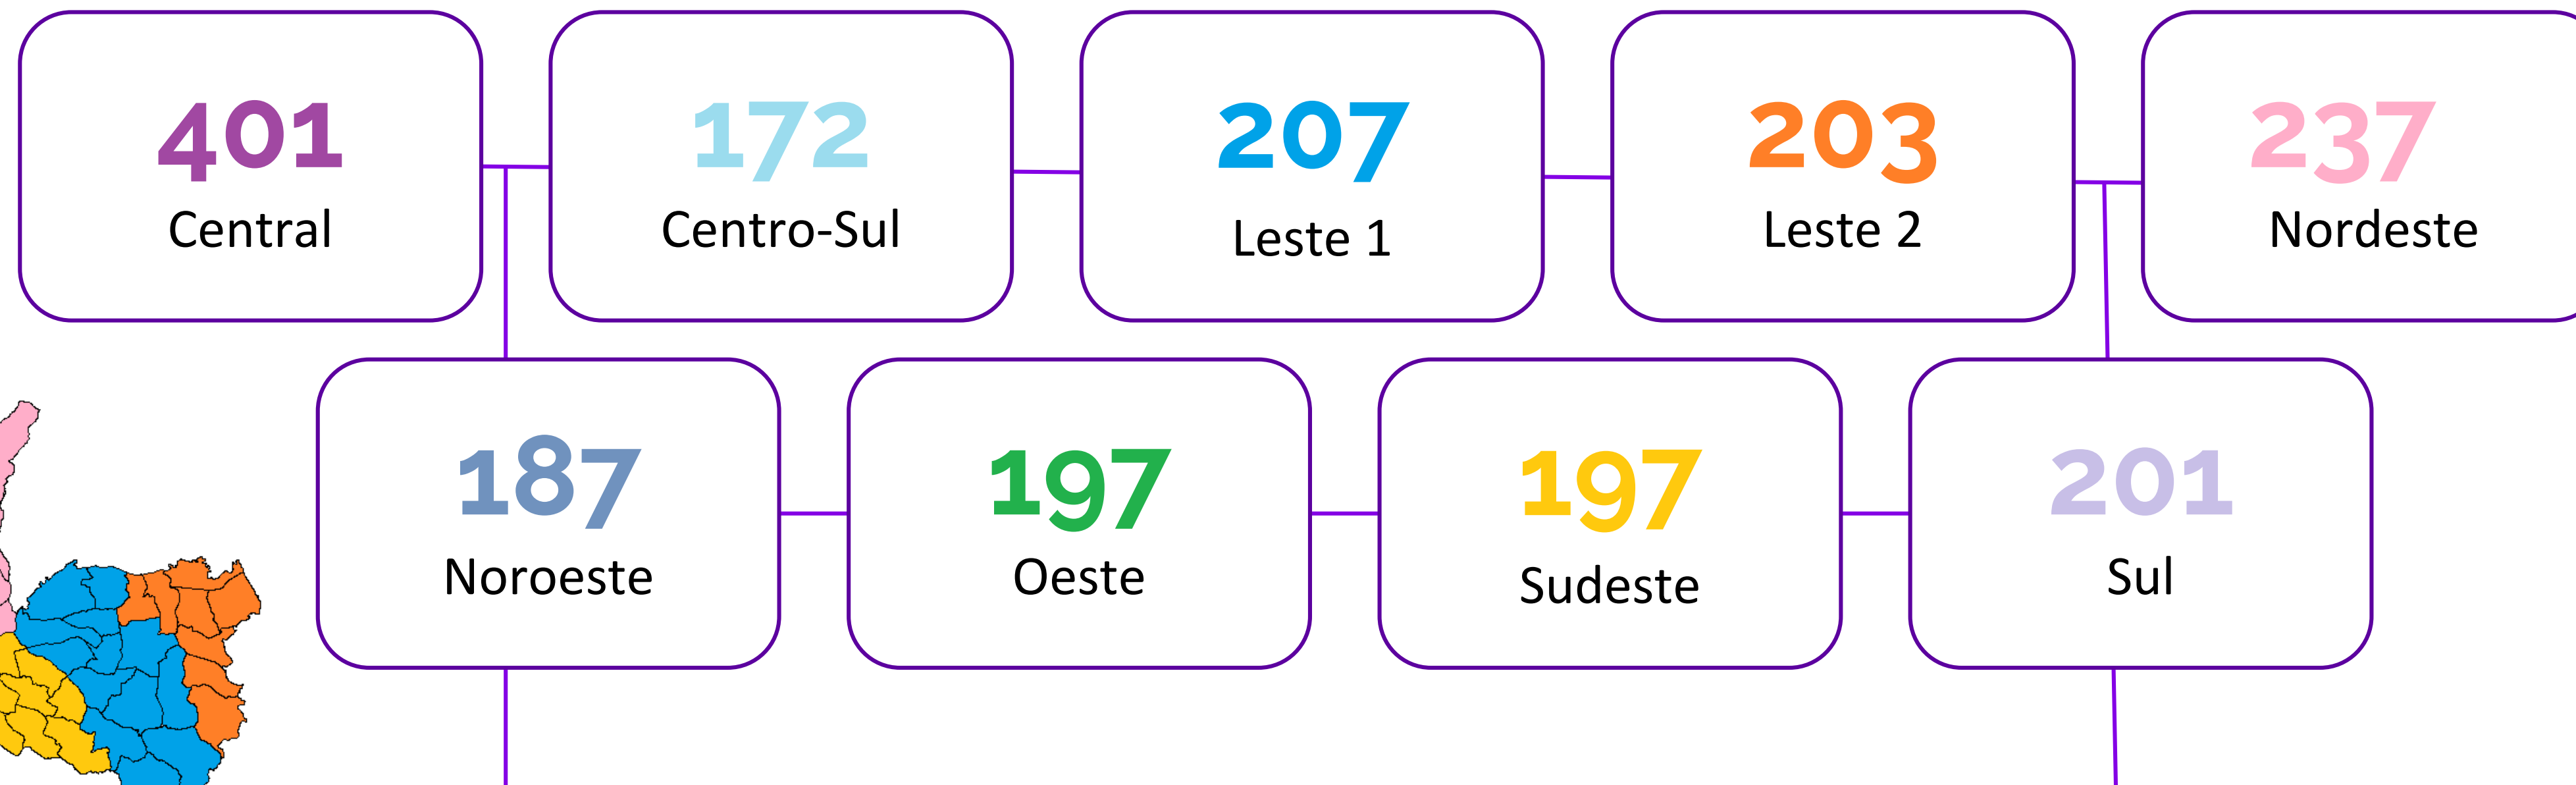 401
Central
172
Centro-Sul
207
Leste 1
203
Leste 2
237
Nordeste
187
Noroeste
197
Oeste
197
Sudeste
201
Sul